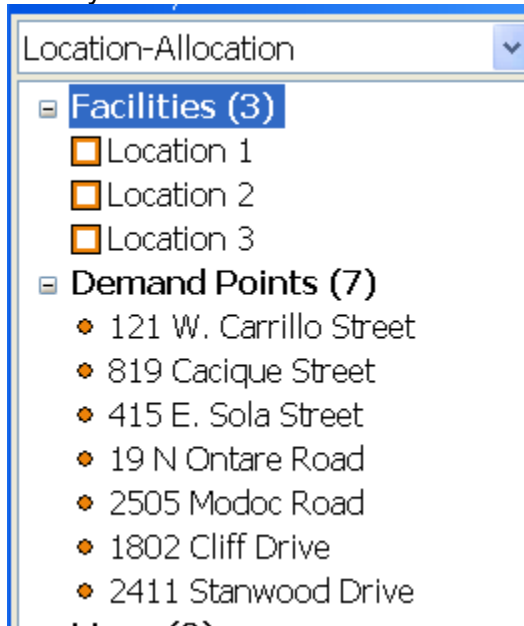 Location-Allocation
Facilities (3)
Location 1
Location 2
Location 3
Demand Points (7)
121 W. Carrillo Street
819 Cacique Street
415 E. Sola Street
19 N Ontare Road
2505 Modoc Road
1802 Cliff Drive
2411 Stanwood Drive